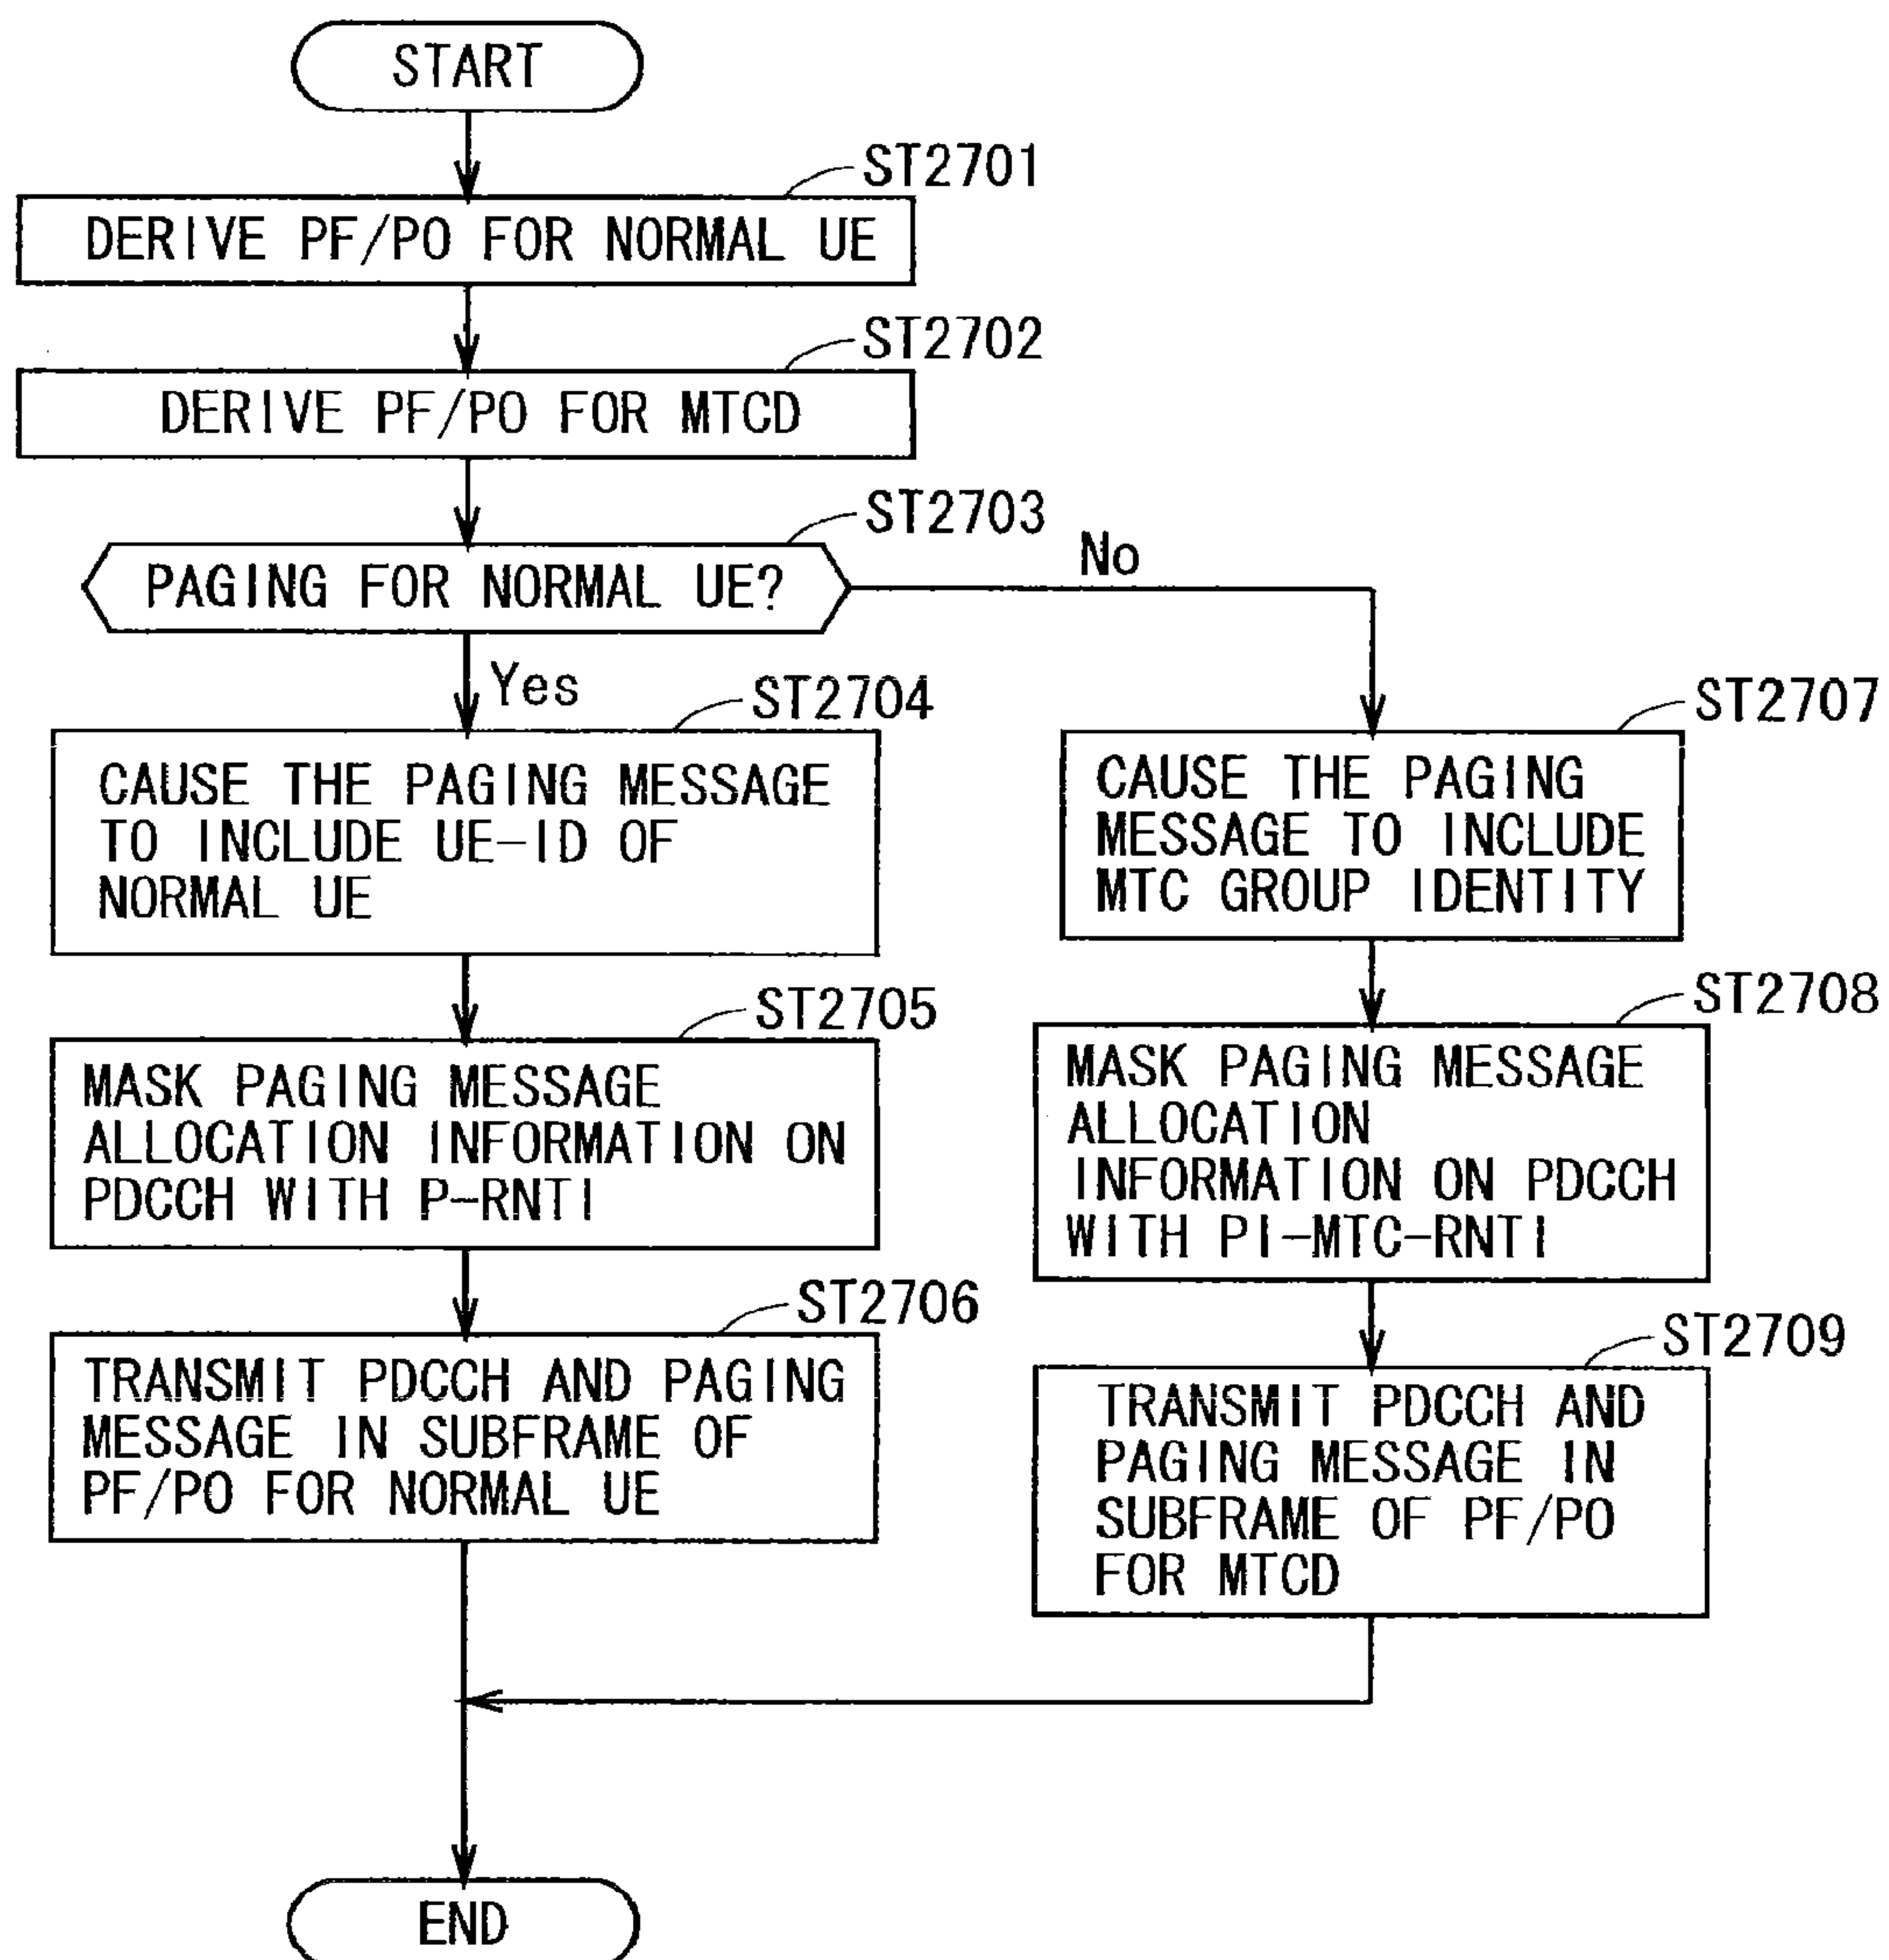 START
ST2701
DERIVE PF/PO FOR NORMAL UE
ST2702
DERIVE PF/PO FOR MTCD
ST2703
PAGING FOR NORMAL UE?
No
Yes
ST2704
CAUSE THE PAGING MESSAGE
TO INCLUDE UE-ID OF
NORMAL UE
ST2705
MASK PAGING MESSAGE
ALLOCATION INFORMATION ON
PDCCH WITH P-RNTI
ST2706
TRANSMIT PDCCH AND PAGING
MESSAGE IN SUBFRAME OF
PF/PO FOR NORMAL UE
ST2707
CAUSE THE PAGING
MESSAGE TO INCLUDE
MTC GROUP IDENTITY
ST2708
MASK PAGING MESSAGE
ALLOCATION
INFORMATION ON PDCCH
WITH PI-MTC-RNTI
ST2709
TRANSMIT PDCCH AND
PAGING MESSAGE IN
SUBFRAME OF PF/PO
FOR MTCD
END